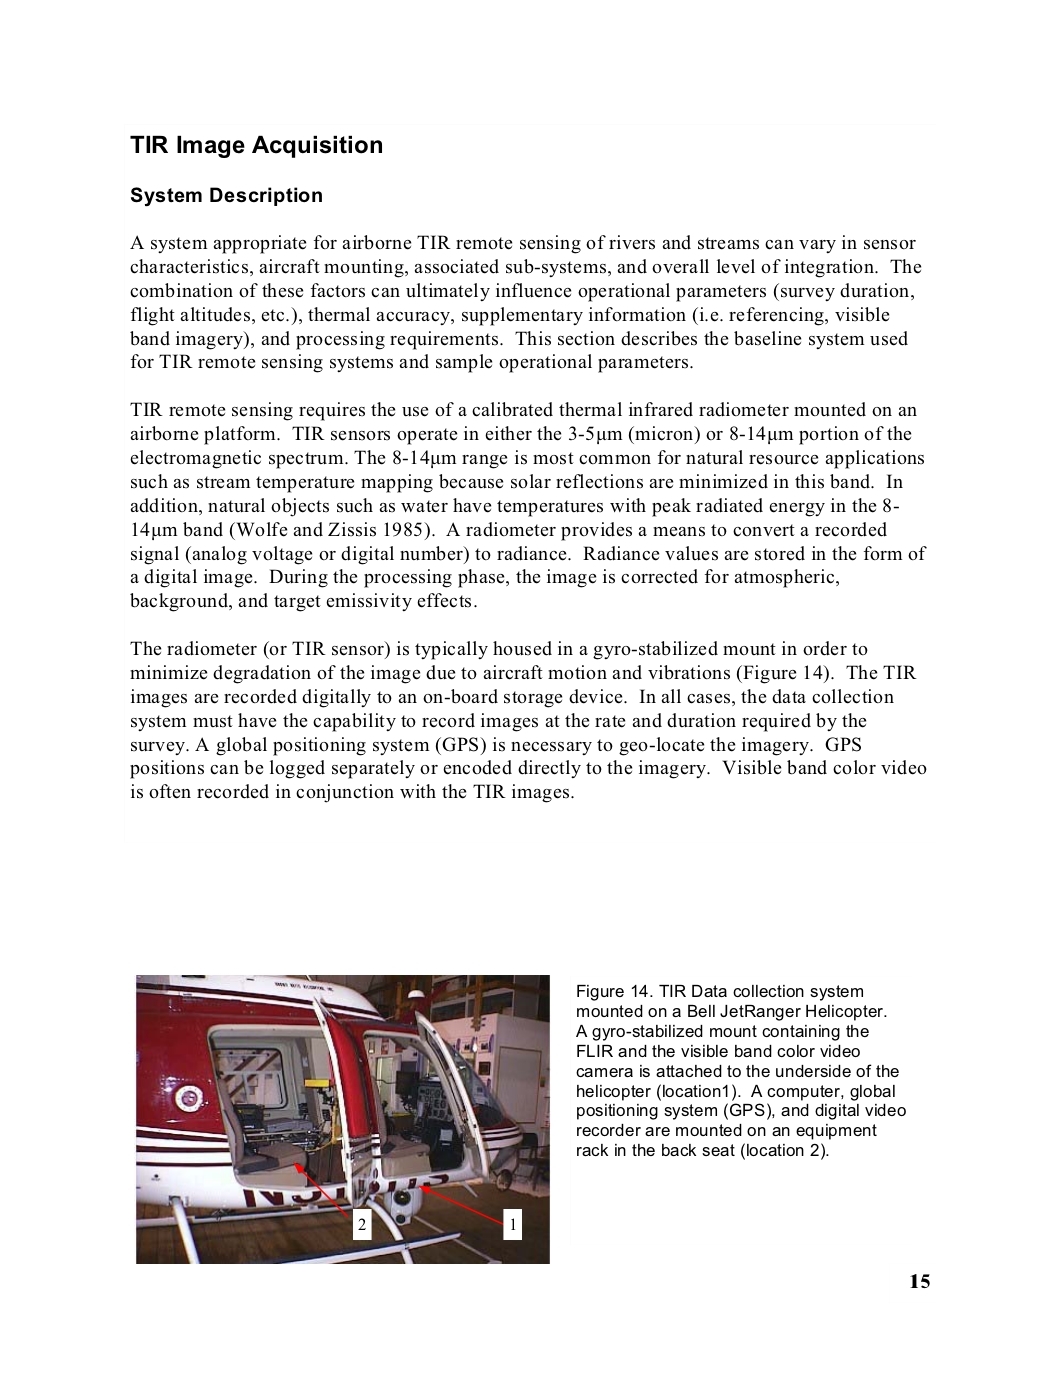 TIR Image Acquisition
System Description
A system appropriate for airborne TIR remote sensing of rivers and streams can vary in sensor
characteristics, aircraft mounting, associated sub-systems, and overall level of integration.  The
combination of these factors can ultimately influence operational parameters (survey duration,
flight altitudes, etc.), thermal accuracy, supplementary information (i.e. referencing, visible
band imagery), and processing requirements.  This section describes the baseline system used
for TIR remote sensing systems and sample operational parameters.
TIR remote sensing requires the use of a calibrated thermal infrared radiometer mounted on an
airborne platform.  TIR sensors operate in either the 3-5μm (micron) or 8-14μm portion of the
electromagnetic spectrum. The 8-14μm range is most common for natural resource applications
such as stream temperature mapping because solar reflections are minimized in this band.  In
addition, natural objects such as water have temperatures with peak radiated energy in the 8-
14μm band (Wolfe and Zissis 1985).  A radiometer provides a means to convert a recorded
signal (analog voltage or digital number) to radiance.  Radiance values are stored in the form of
a digital image.  During the processing phase, the image is corrected for atmospheric,
background, and target emissivity effects.
The radiometer (or TIR sensor) is typically housed in a gyro-stabilized mount in order to
minimize degradation of the image due to aircraft motion and vibrations (Figure 14).  The TIR
images are recorded digitally to an on-board storage device.  In all cases, the data collection
system must have the capability to record images at the rate and duration required by the
survey. A global positioning system (GPS) is necessary to geo-locate the imagery.  GPS
positions can be logged separately or encoded directly to the imagery.  Visible band color video
is often recorded in conjunction with the TIR images.
2
1
Figure 14. TIR Data collection system
mounted on a Bell JetRanger Helicopter.
A gyro-stabilized mount containing the
FLIR and the visible band color video
camera is attached to the underside of the
helicopter (location1).  A computer, global
positioning system (GPS), and digital video
recorder are mounted on an equipment
rack in the back seat (location 2).
15